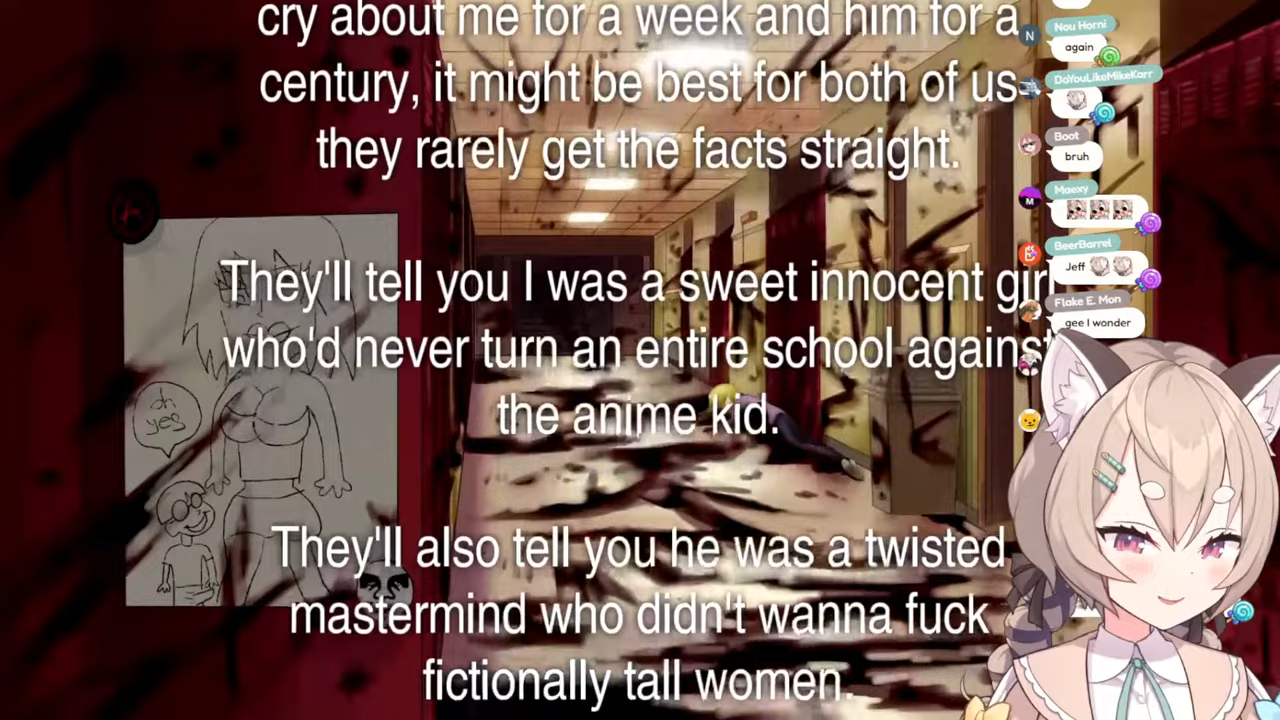 cry about me for a week and him for a
century, it might be best for both of us
they rarely get the facts straight.
They'll tell you I was a sweet innocent girl
who'd never turn an entire school against
the anime kid.
They'll also tell you he was a twisted
mastermind who didn't wanna fuck
fictionally tall women.
oh
yes
Nou Horni
N
again
DoYouLikeMikeKarr
Boot
bruh
Maexy
M
BeerBarrel
Jeff
Flake E. Mon
gee I wonder